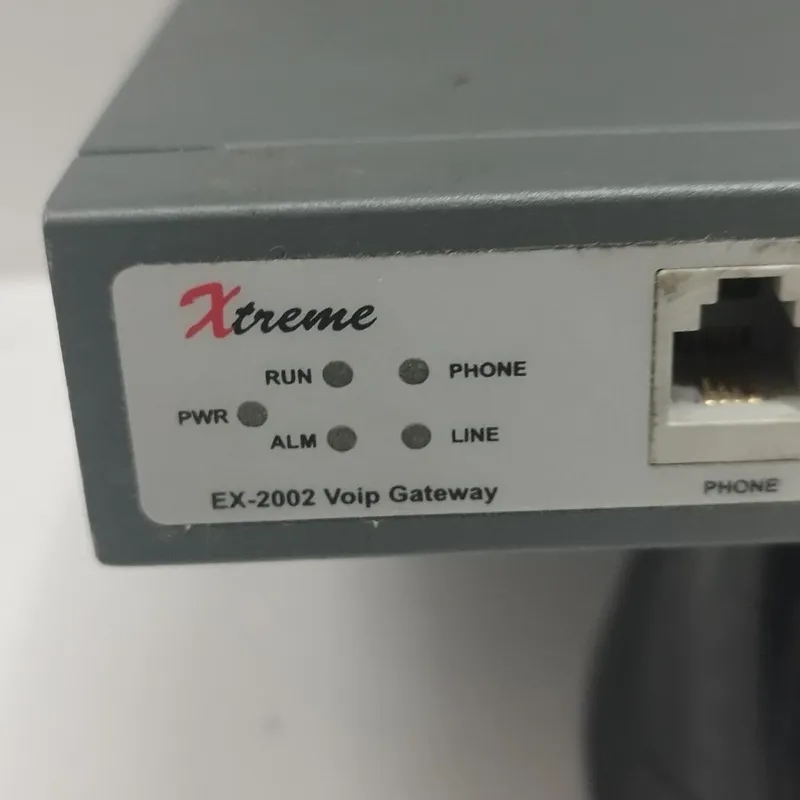 Xtreme
RUN PHONE
PWR
ALM LINE
EX-2002 Voip Gateway
PHONE